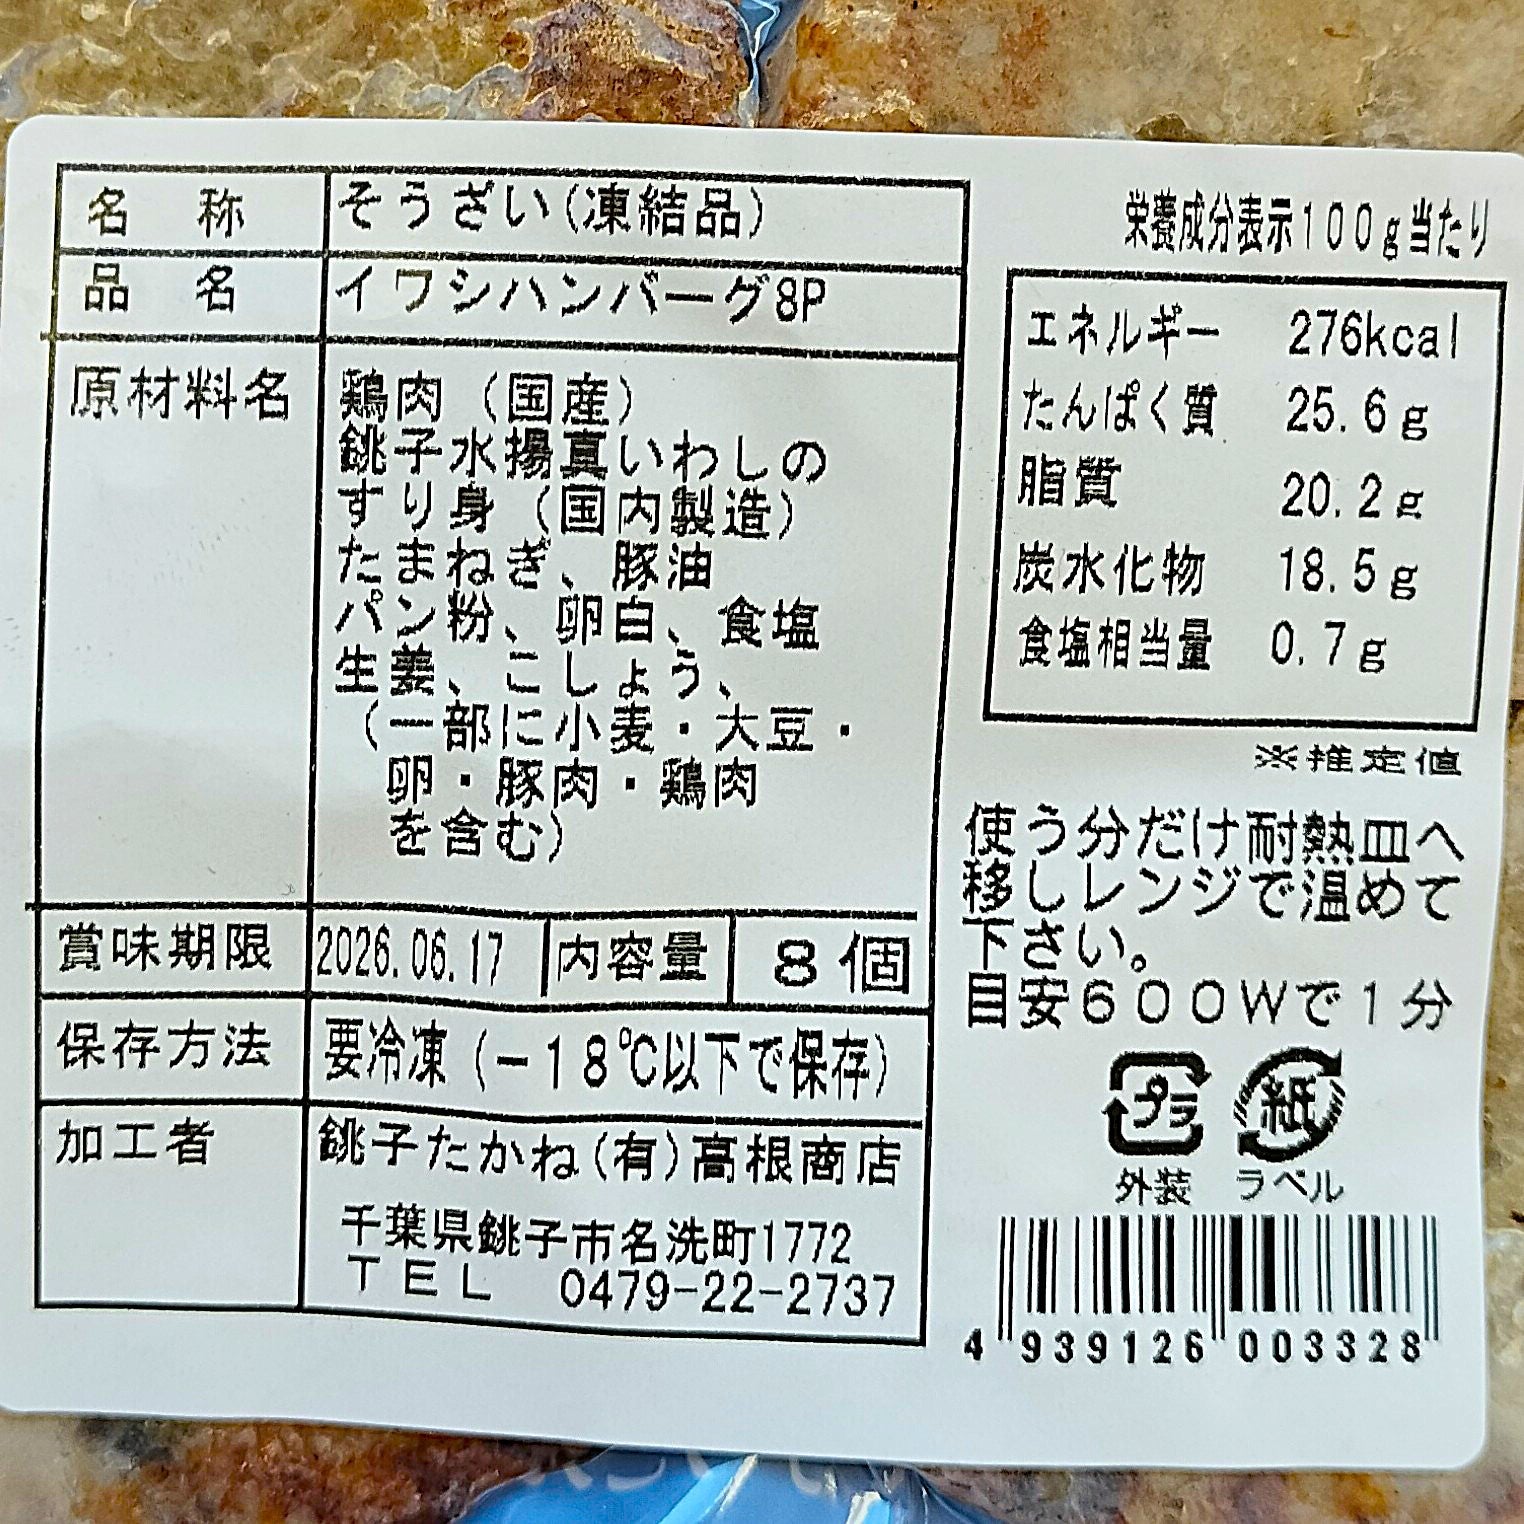 名　称 そうざい(凍結品)
品　名 イワシハンバーグ8P
原材料名 鶏肉（国産）
銚子水揚真いわしの
すり身（国内製造）
たまねぎ、豚油
パン粉、卵白、食塩
生姜、こしょう、
（一部に小麦・大豆・
卵・豚肉・鶏肉
を含む）
賞味期限 2026.06.17 内容量 8個
保存方法 要冷凍(－18℃以下で保存)
加工者 銚子たかね(有)高根商店
千葉県銚子市名洗町1772
ＴＥＬ　0479-22-2737
栄養成分表示100g当たり
エネルギー 276kcal
たんぱく質 25.6g
脂質 20.2g
炭水化物 18.5g
食塩相当量 0.7g
※推定値
使う分だけ耐熱皿へ
移しレンジで温めて
下さい。
目安６００Ｗで１分
プラ 紙
外装 ラベル
4 939126 003328